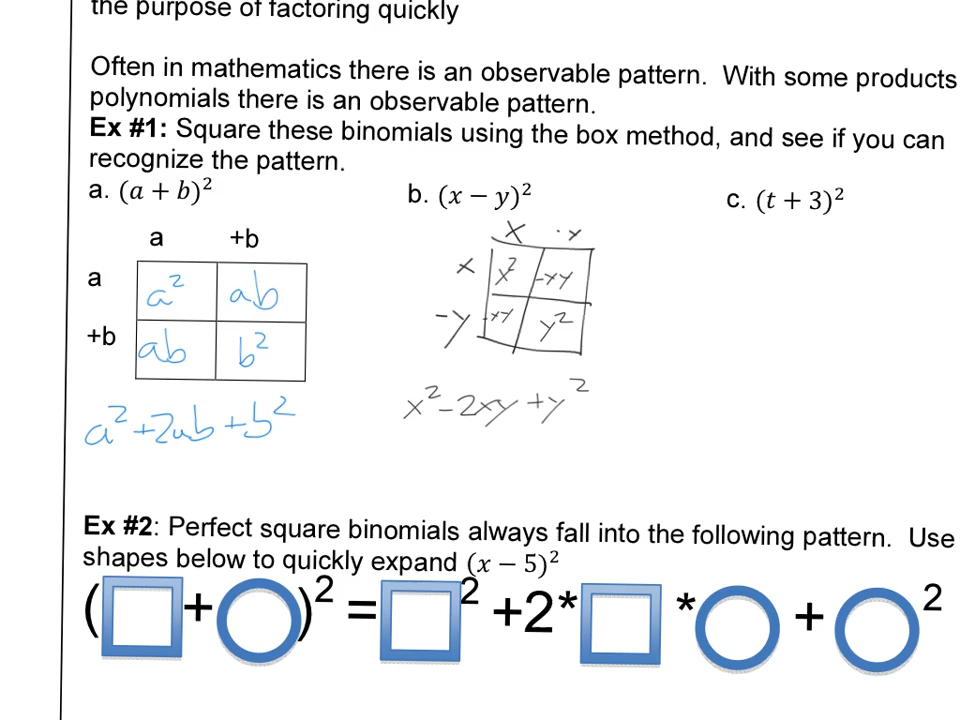 the purpose of factoring quickly
Often in mathematics there is an observable pattern. With some products
polynomials there is an observable pattern.
Ex #1: Square these binomials using the box method, and see if you can
recognize the pattern.
a. (a + b)² b. (x − y)² c. (t + 3)²
a +b
a a² ab
+b ab b²
a²+2ab+b²
x -y
x x² -xy
-y -xy y²
x²-2xy+y²
Ex #2: Perfect square binomials always fall into the following pattern. Use
shapes below to quickly expand (x − 5)²
(□+○)² =□² +2*□*○+○²